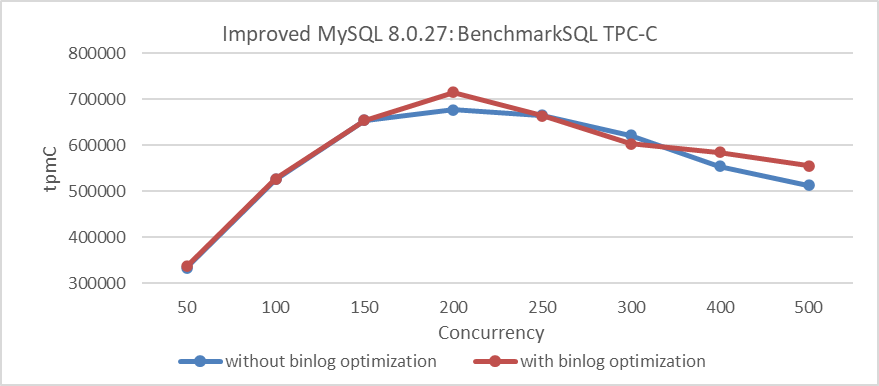 Improved MySQL 8.0.27: BenchmarkSQL TPC-C
800000
700000
600000
500000
400000
300000
tpmC
50 100 150 200 250 300 400 500
Concurrency
without binlog optimization with binlog optimization